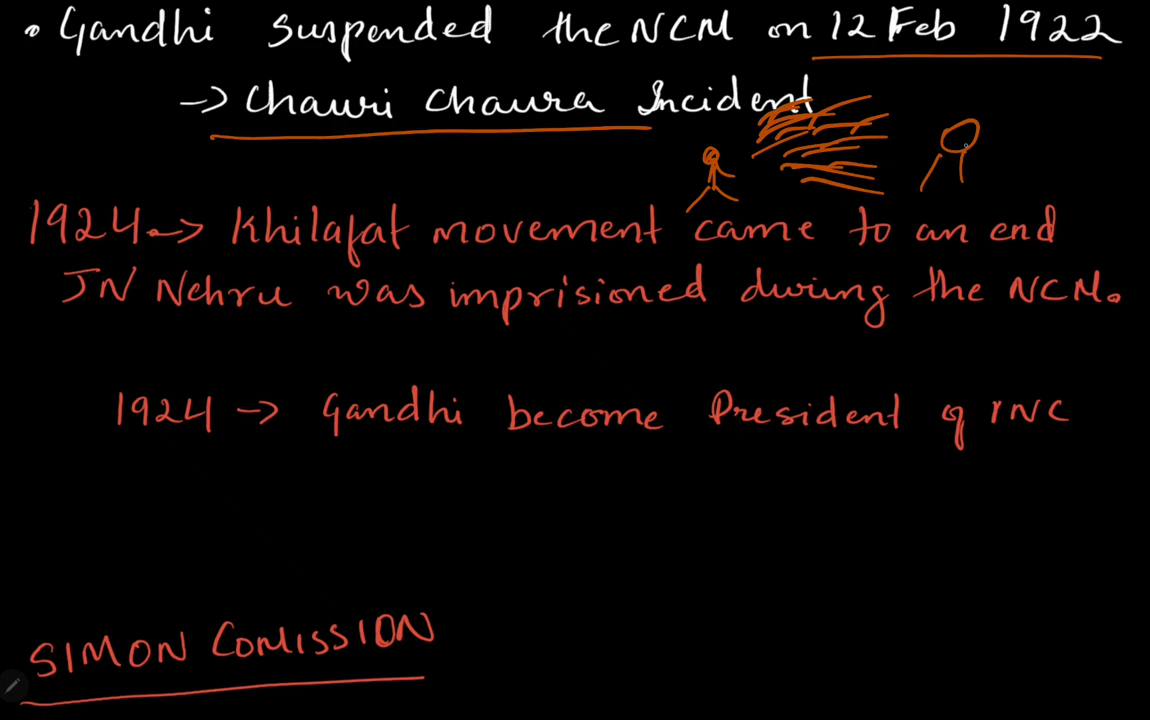 • Gandhi suspended the NCM on 12 Feb 1922
→ Chauri Chaura Incident
1924 → Khilafat movement came to an end
JN Nehru was imprisioned during the NCM.
1924 → Gandhi become President of INC
SIMON COMISSION